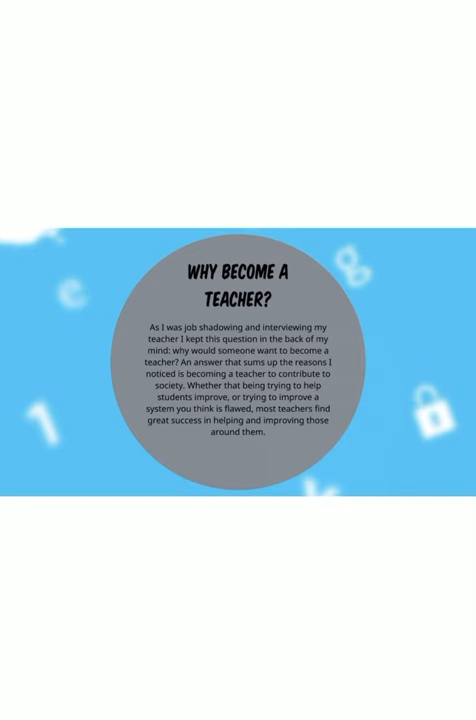 WHY BECOME A
TEACHER?
As I was job shadowing and interviewing my
teacher I kept this question in the back of my
mind: why would someone want to become a
teacher? An answer that sums up the reasons I
noticed is becoming a teacher to contribute to
society. Whether that being trying to help
students improve, or trying to improve a
system you think is flawed, most teachers find
great success in helping and improving those
around them.
e
g
1
k